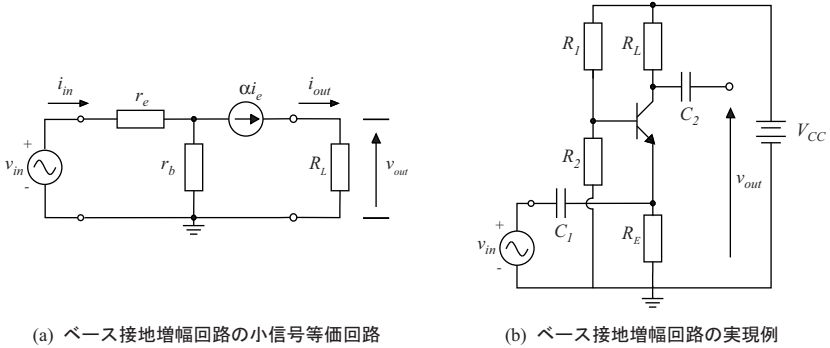 i_in
r_e
αi_e
i_out
+
v_in
-
r_b
R_L
v_out
(a) ベース接地増幅回路の小信号等価回路
R_1
R_L
C_2
R_2
V_CC
v_out
+
v_in
-
C_1
R_E
(b) ベース接地増幅回路の実現例